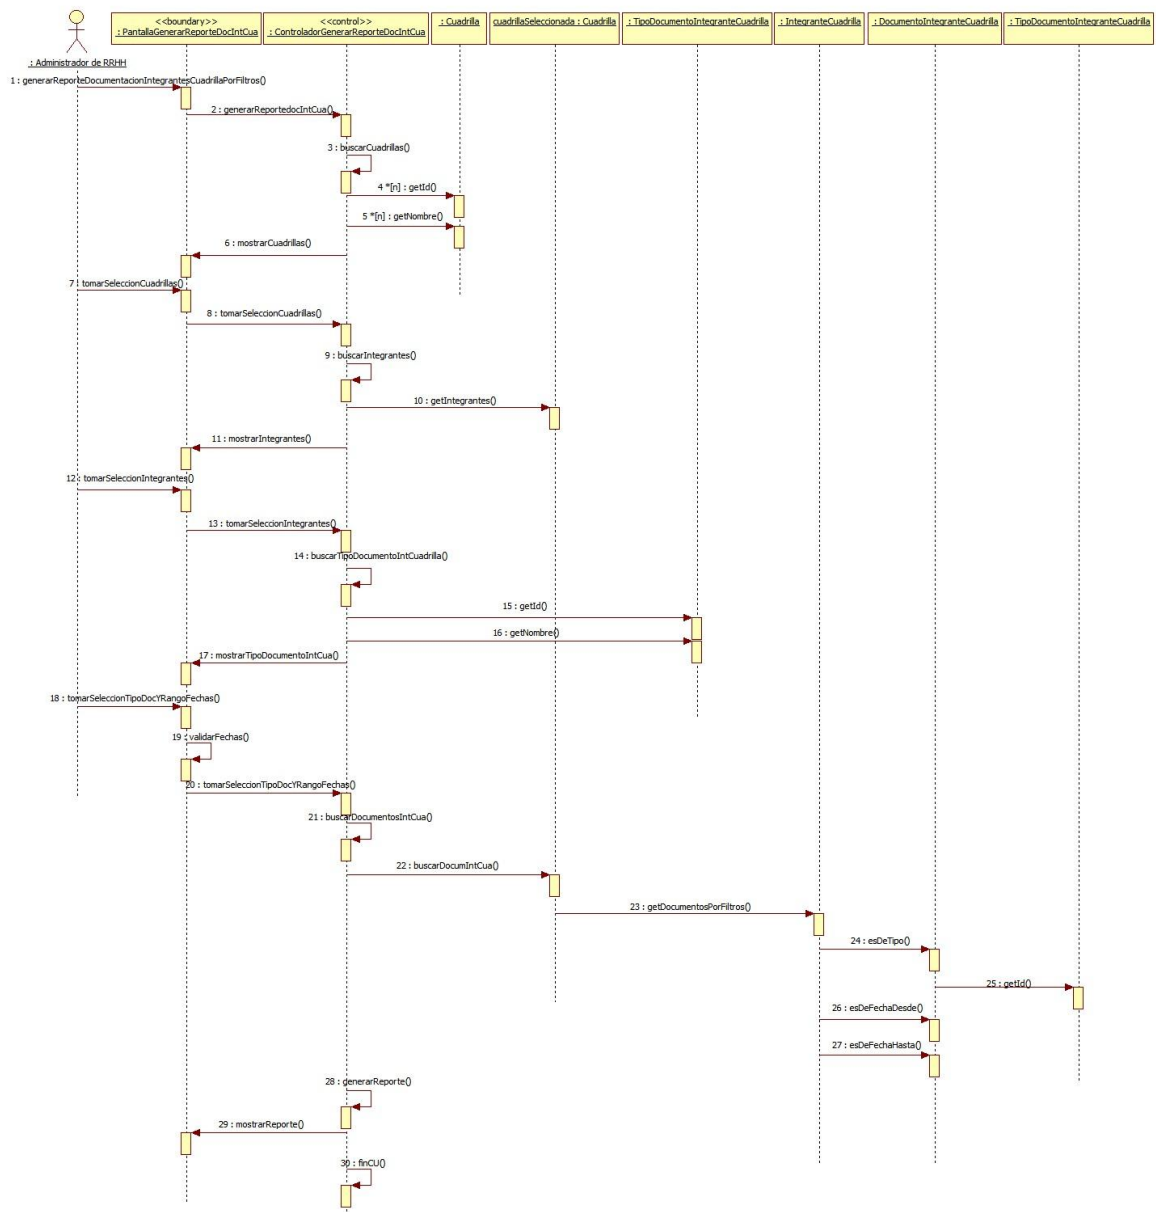 <<boundary>>
: PantallaGenerarReporteDocIntCua
<<control>>
: ControladorGenerarReporteDocIntCua
: Cuadrilla
cuadrillaSeleccionada : Cuadrilla
: TipoDocumentoIntegranteCuadrilla
: IntegranteCuadrilla
: DocumentoIntegranteCuadrilla
: TipoDocumentoIntegranteCuadrilla
: Administrador de RRHH
1 : generarReporteDocumentacionIntegrantesCuadrillaPorFiltros()
2 : generarReportedocIntCua()
3 : buscarCuadrillas()
4 *[n] : getId()
5 *[n] : getNombre()
6 : mostrarCuadrillas()
7 : tomarSeleccionCuadrillas()
8 : tomarSeleccionCuadrillas()
9 : buscarIntegrantes()
10 : getIntegrantes()
11 : mostrarIntegrantes()
12 : tomarSeleccionIntegrantes()
13 : tomarSeleccionIntegrantes()
14 : buscarTipoDocumentoIntCuadrilla()
15 : getId()
16 : getNombre()
17 : mostrarTipoDocumentoIntCua()
18 : tomarSeleccionTipoDocYRangoFechas()
19 : validarFechas()
20 : tomarSeleccionTipoDocYRangoFechas()
21 : buscarDocumentosIntCua()
22 : buscarDocumIntCua()
23 : getDocumentosPorFiltros()
24 : esDeTipo()
25 : getId()
26 : esDeFechaDesde()
27 : esDeFechaHasta()
28 : generarReporte()
29 : mostrarReporte()
30 : finCU()